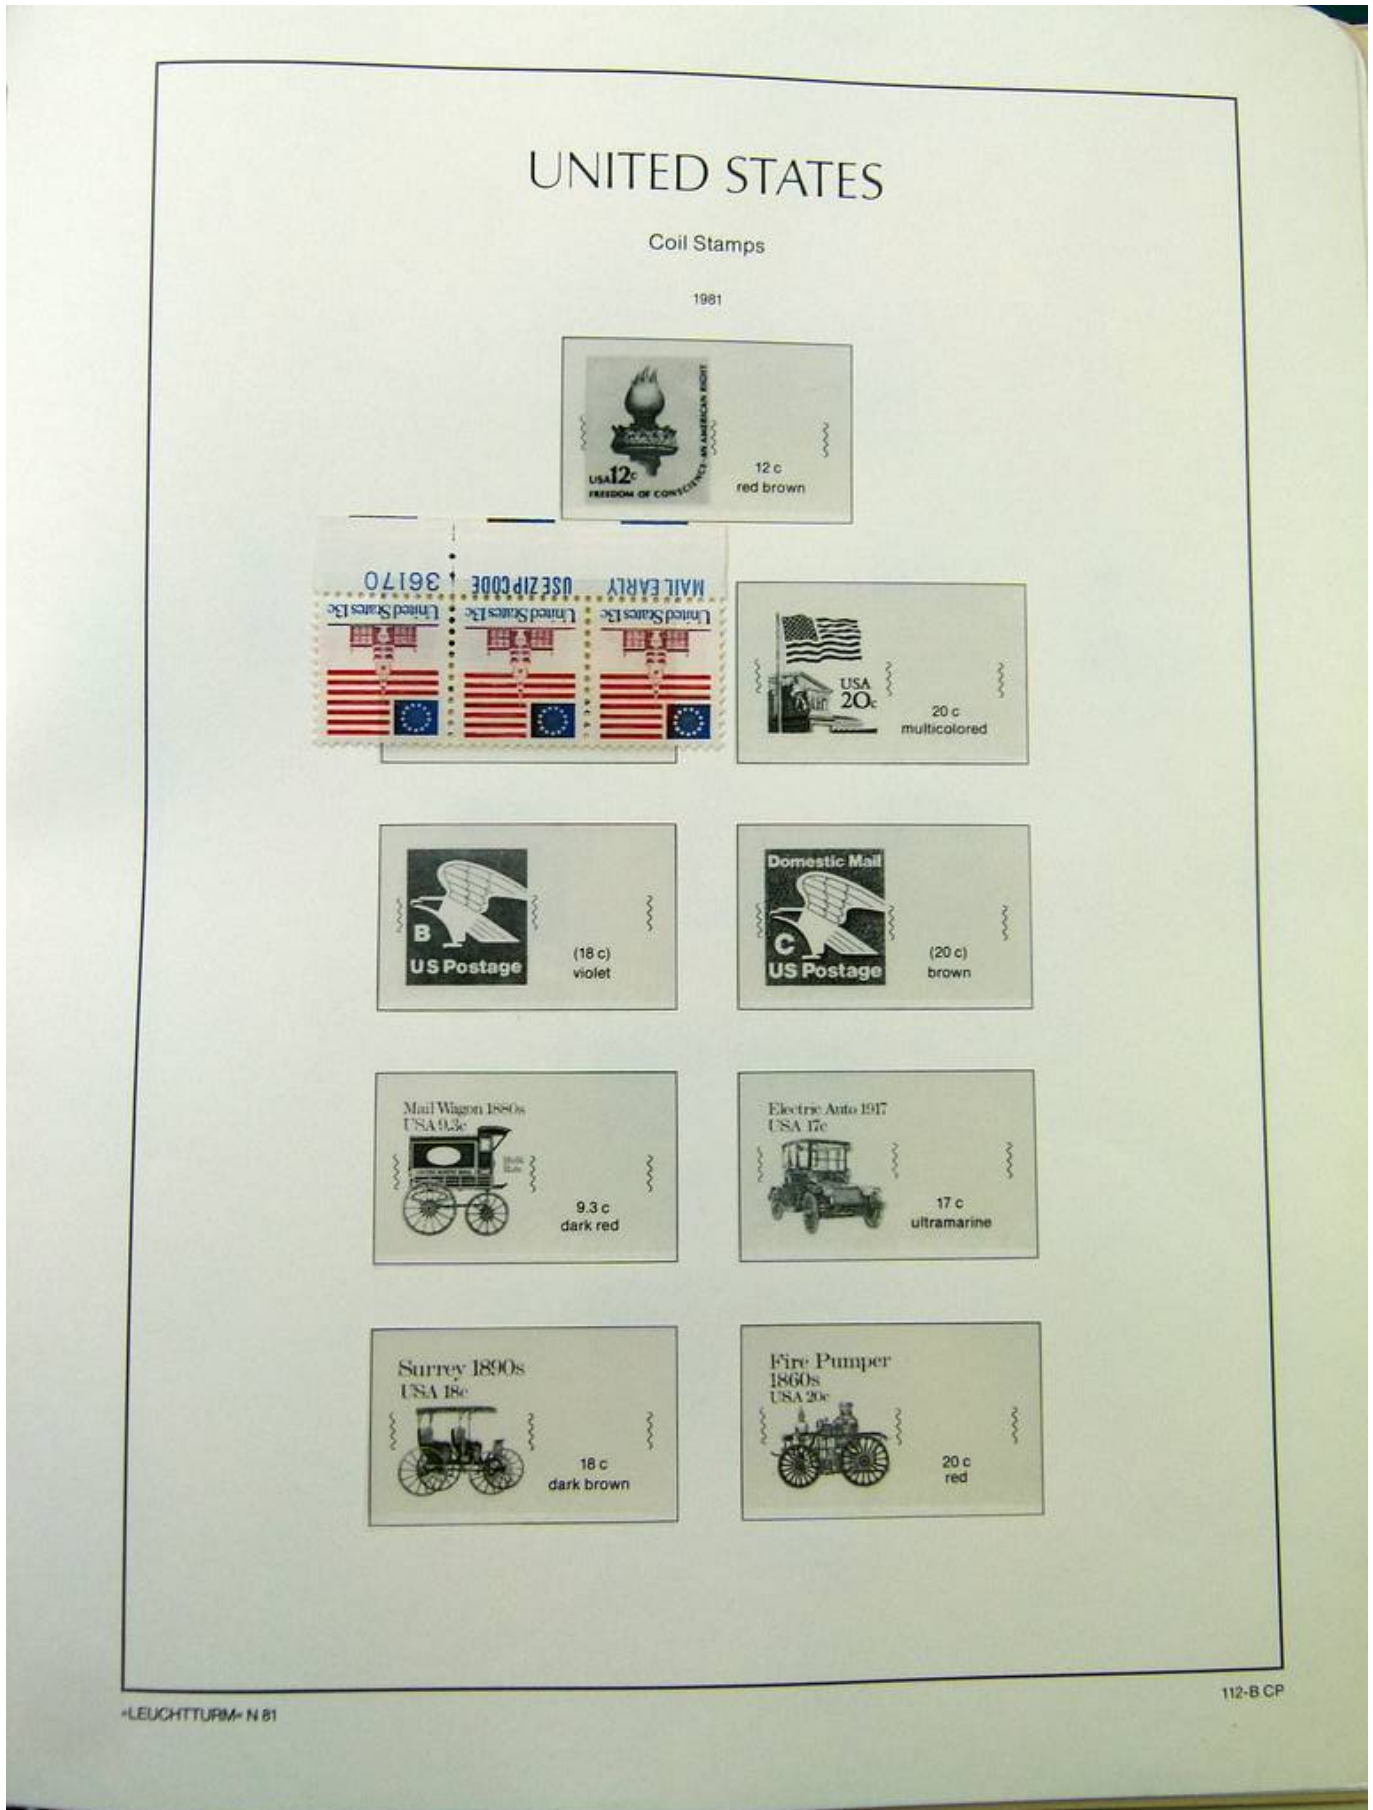 UNITED STATES
Coil Stamps
1981
AN AMERICAN RIGHT
USA 12c
FREEDOM OF CONSCIENCE
12 c
red brown
36170
USE ZIP CODE
MAIL EARLY
United States 13c
United States 13c
United States 13c
USA
20c
20 c
multicolored
B
US Postage
(18 c)
violet
Domestic Mail
C
US Postage
(20 c)
brown
Mail Wagon 1880s
USA 9.3c
Bulk
Rate
9.3 c
dark red
Electric Auto 1917
USA 17c
17 c
ultramarine
Surrey 1890s
USA 18c
18 c
dark brown
Fire Pumper
1860s
USA 20c
20 c
red
»LEUCHTTURM« N 81
112-B CP